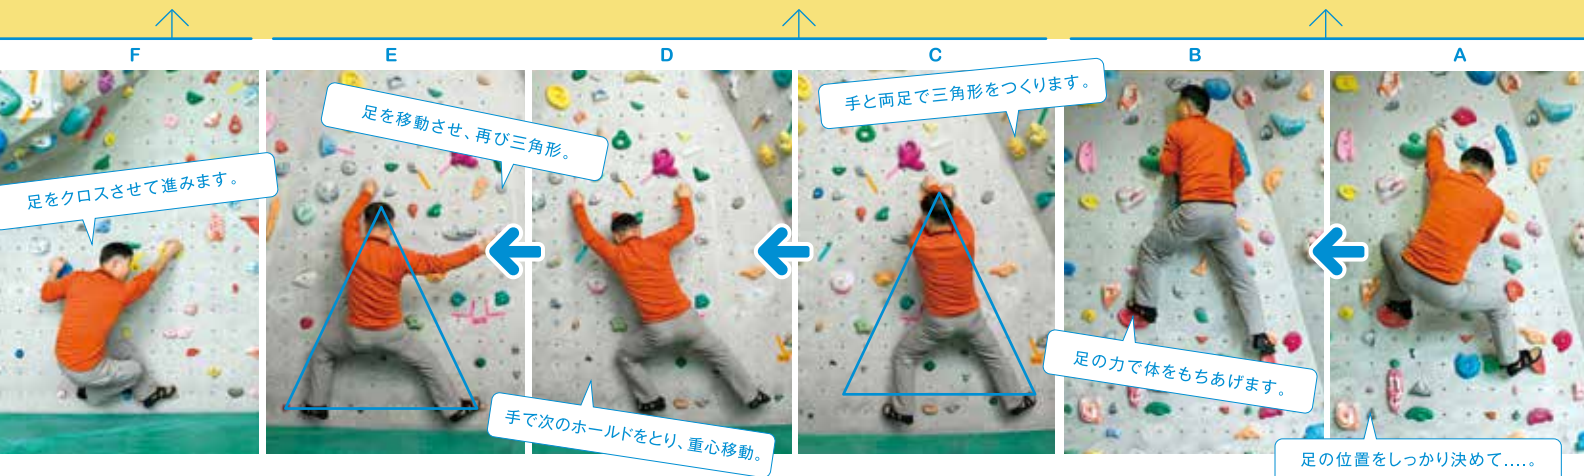 F
E
D
C
B
A
足をクロスさせて進みます。
足を移動させ、再び三角形。
手で次のホールドをとり、重心移動。
手と両足で三角形をつくります。
足の力で体をもちあげます。
足の位置をしっかり決めて....。